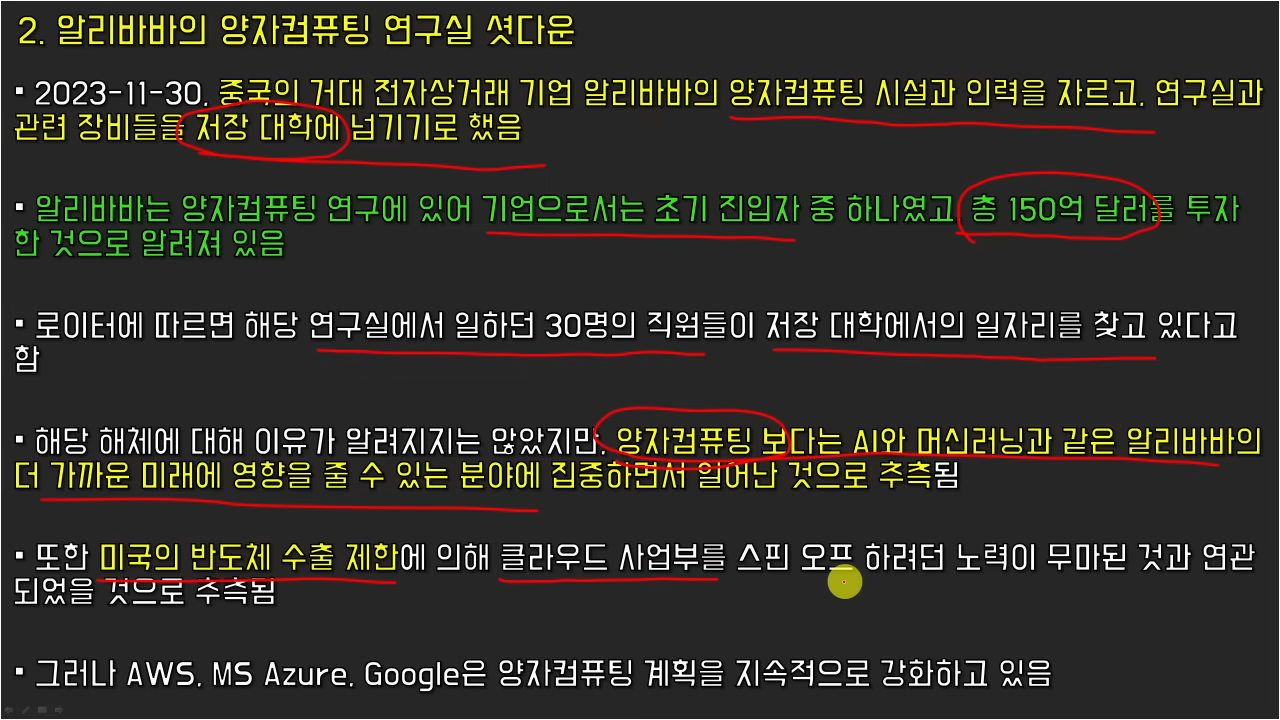 2. 알리바바의 양자컴퓨팅 연구실 셧다운
▪ 2023-11-30, 중국의 거대 전자상거래 기업 알리바바의 양자컴퓨팅 시설과 인력을 자르고, 연구실과
관련 장비들을 저장 대학에 넘기기로 했음
▪ 알리바바는 양자컴퓨팅 연구에 있어 기업으로서는 초기 진입자 중 하나였고, 총 150억 달러를 투자
한 것으로 알려져 있음
▪ 로이터에 따르면 해당 연구실에서 일하던 30명의 직원들이 저장 대학에서의 일자리를 찾고 있다고
함
▪ 해당 해체에 대해 이유가 알려지지는 않았지만, 양자컴퓨팅 보다는 AI와 머신러닝과 같은 알리바바의
더 가까운 미래에 영향을 줄 수 있는 분야에 집중하면서 일어난 것으로 추측됨
▪ 또한 미국의 반도체 수출 제한에 의해 클라우드 사업부를 스핀 오프 하려던 노력이 무마된 것과 연관
되었을 것으로 추측됨
▪ 그러나 AWS, MS Azure, Google은 양자컴퓨팅 계획을 지속적으로 강화하고 있음